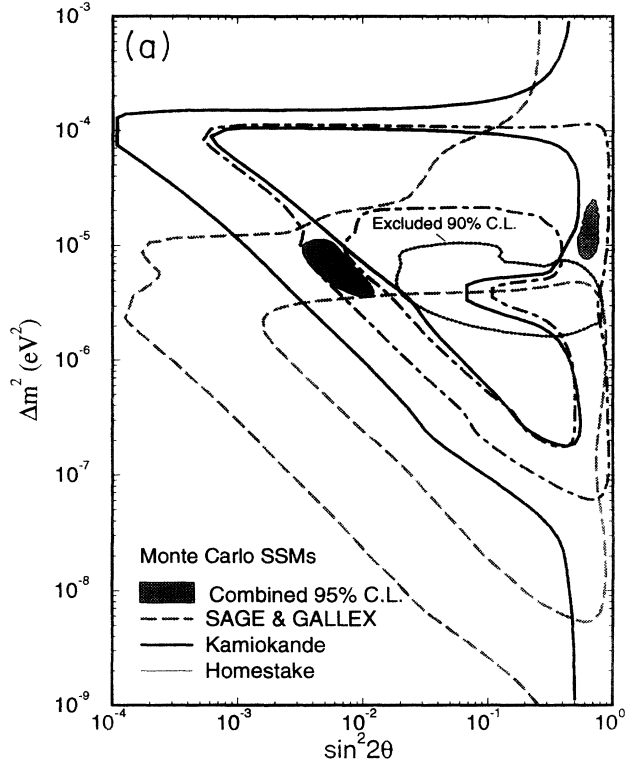 (a)
10^-3
10^-4
Excluded 90% C.L.
10^-5
Δm^2 (eV^2)
10^-6
10^-7
Monte Carlo SSMs
10^-8
Combined 95% C.L.
SAGE & GALLEX
Kamiokande
Homestake
10^-9
10^-4 10^-3 10^-2 10^-1 10^0
sin^2 2θ